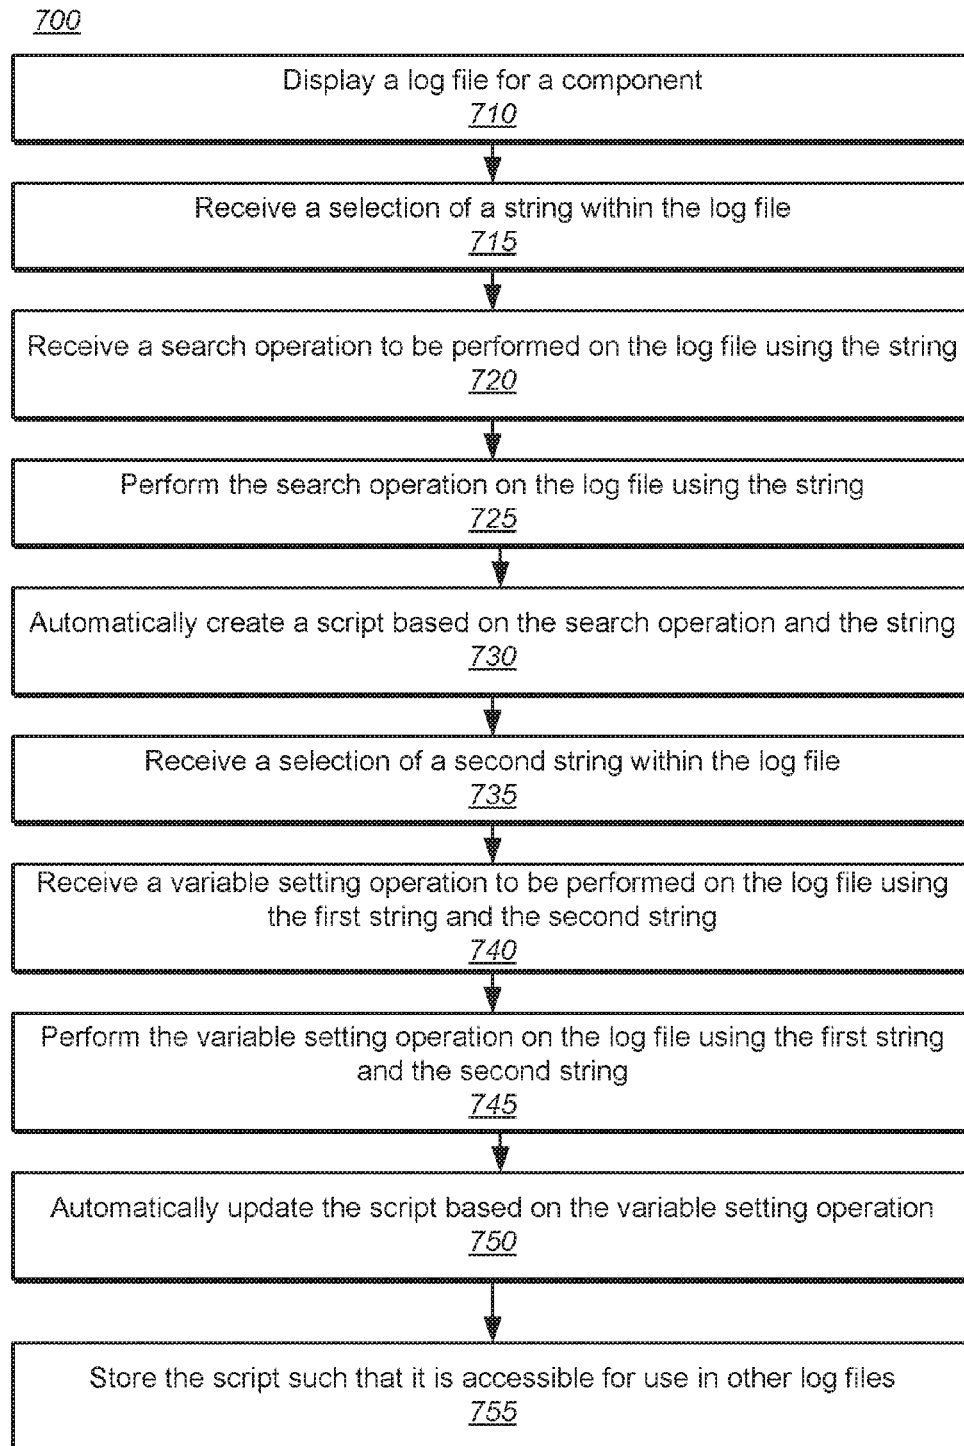 700
Display a log file for a component
710
Receive a selection of a string within the log file
715
Receive a search operation to be performed on the log file using the string
720
Perform the search operation on the log file using the string
725
Automatically create a script based on the search operation and the string
730
Receive a selection of a second string within the log file
735
Receive a variable setting operation to be performed on the log file using
the first string and the second string
740
Perform the variable setting operation on the log file using the first string
and the second string
745
Automatically update the script based on the variable setting operation
750
Store the script such that it is accessible for use in other log files
755